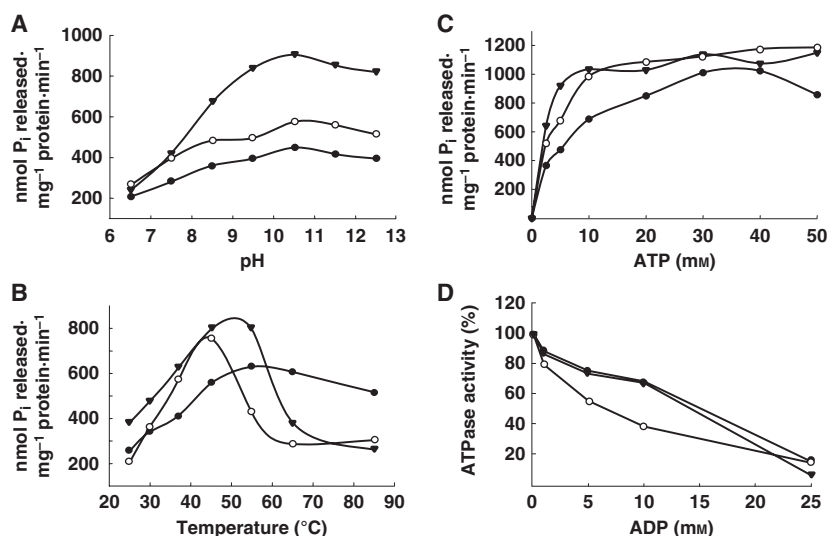 A
nmol Pi released·
mg⁻¹ protein·min⁻¹
1000
800
600
400
200
6 7 8 9 10 11 12 13
pH
B
nmol Pi released·
mg⁻¹ protein·min⁻¹
800
600
400
200
20 30 40 50 60 70 80 90
Temperature (°C)
C
nmol Pi released·
mg⁻¹ protein·min⁻¹
1200
1000
800
600
400
200
0 10 20 30 40 50
ATP (mM)
D
ATPase activity (%)
120
100
80
60
40
20
0 5 10 15 20 25
ADP (mM)